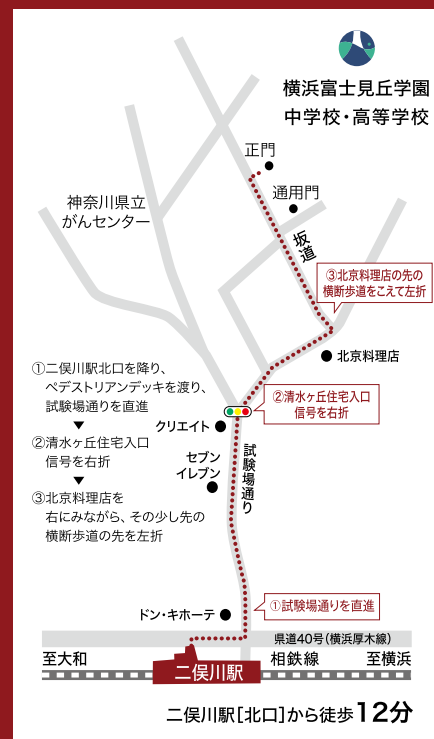 横浜富士見丘学園
中学校・高等学校
正門
通用門
神奈川県立
がんセンター
坂道
③北京料理店の先の
横断歩道をこえて左折
北京料理店
①二俣川駅北口を降り、
ペデストリアンデッキを渡り、
試験場通りを直進
▼
②清水ヶ丘住宅入口
信号を右折
▼
③北京料理店を
右にみながら、その少し先の
横断歩道の先を左折
②清水ヶ丘住宅入口
信号を右折
クリエイト
セブン
イレブン
試験場通り
ドン・キホーテ
①試験場通りを直進
県道40号(横浜厚木線)
至大和
二俣川駅
相鉄線
至横浜
二俣川駅[北口]から徒歩12分